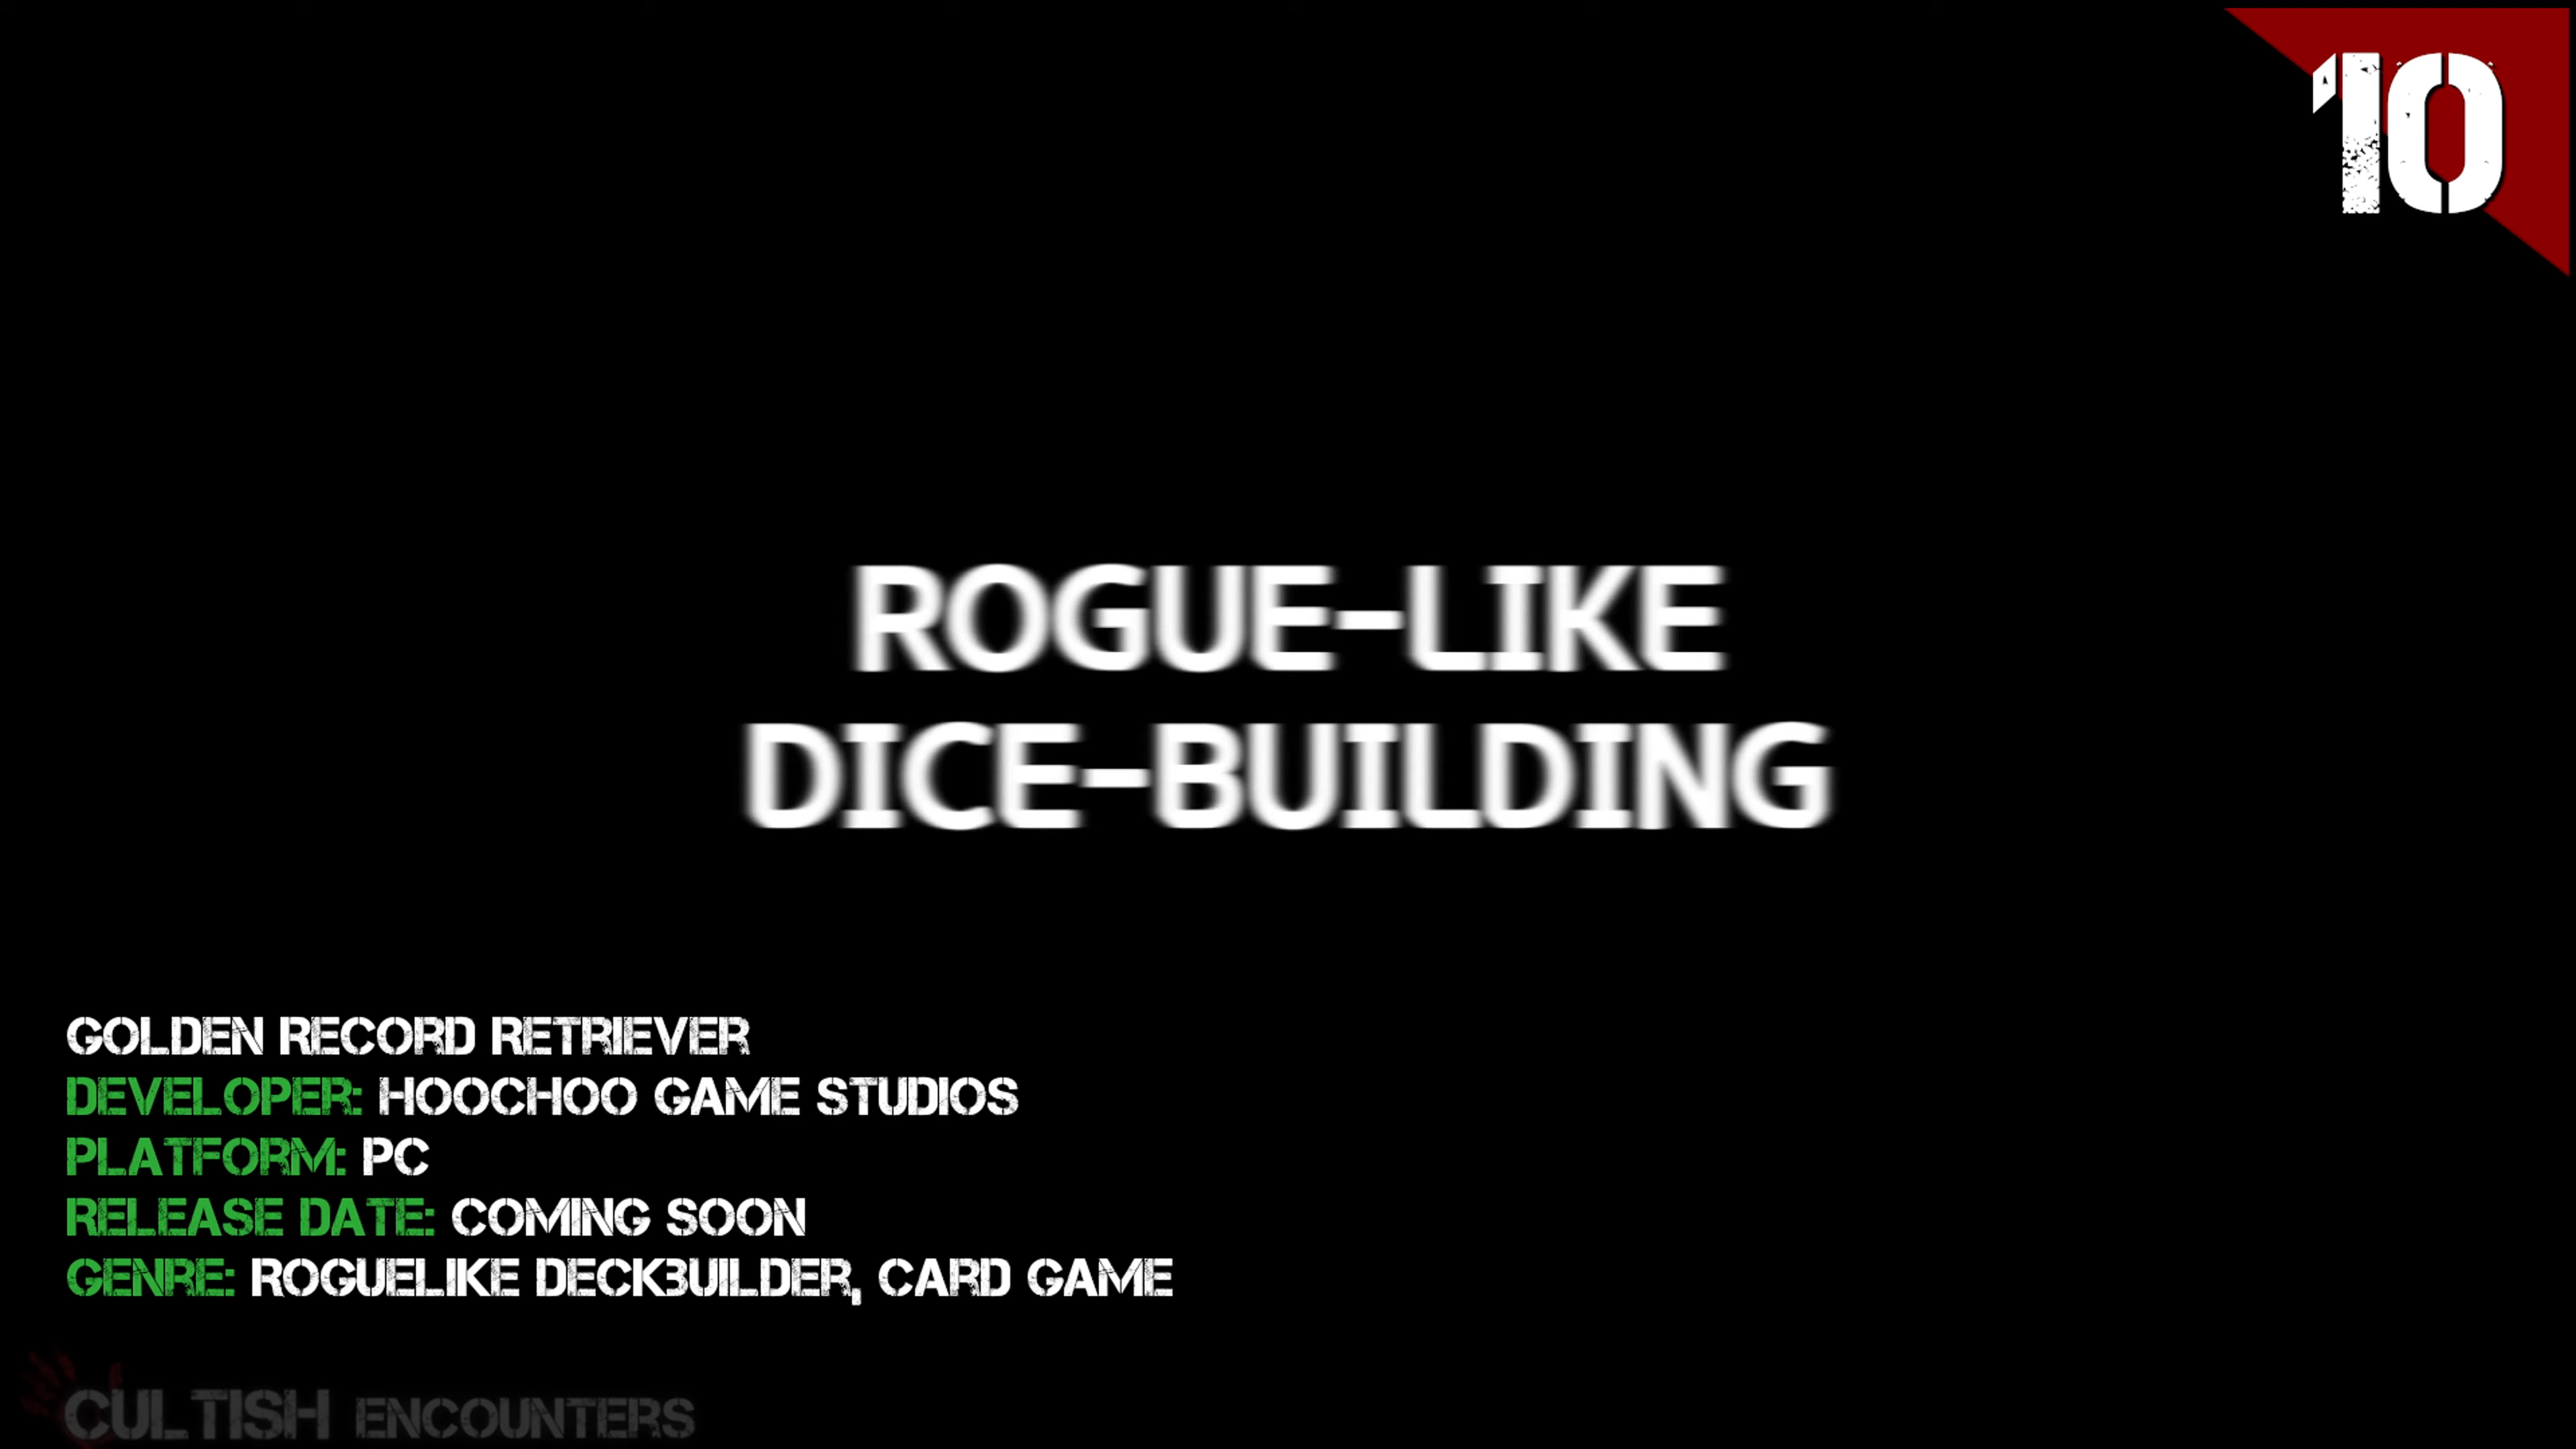 10
ROGUE-LIKE
DICE-BUILDING
GOLDEN RECORD RETRIEVER
DEVELOPER: HOOCHOO GAME STUDIOS
PLATFORM: PC
RELEASE DATE: COMING SOON
GENRE: ROGUELIKE DECKBUILDER, CARD GAME
CULTISH ENCOUNTERS